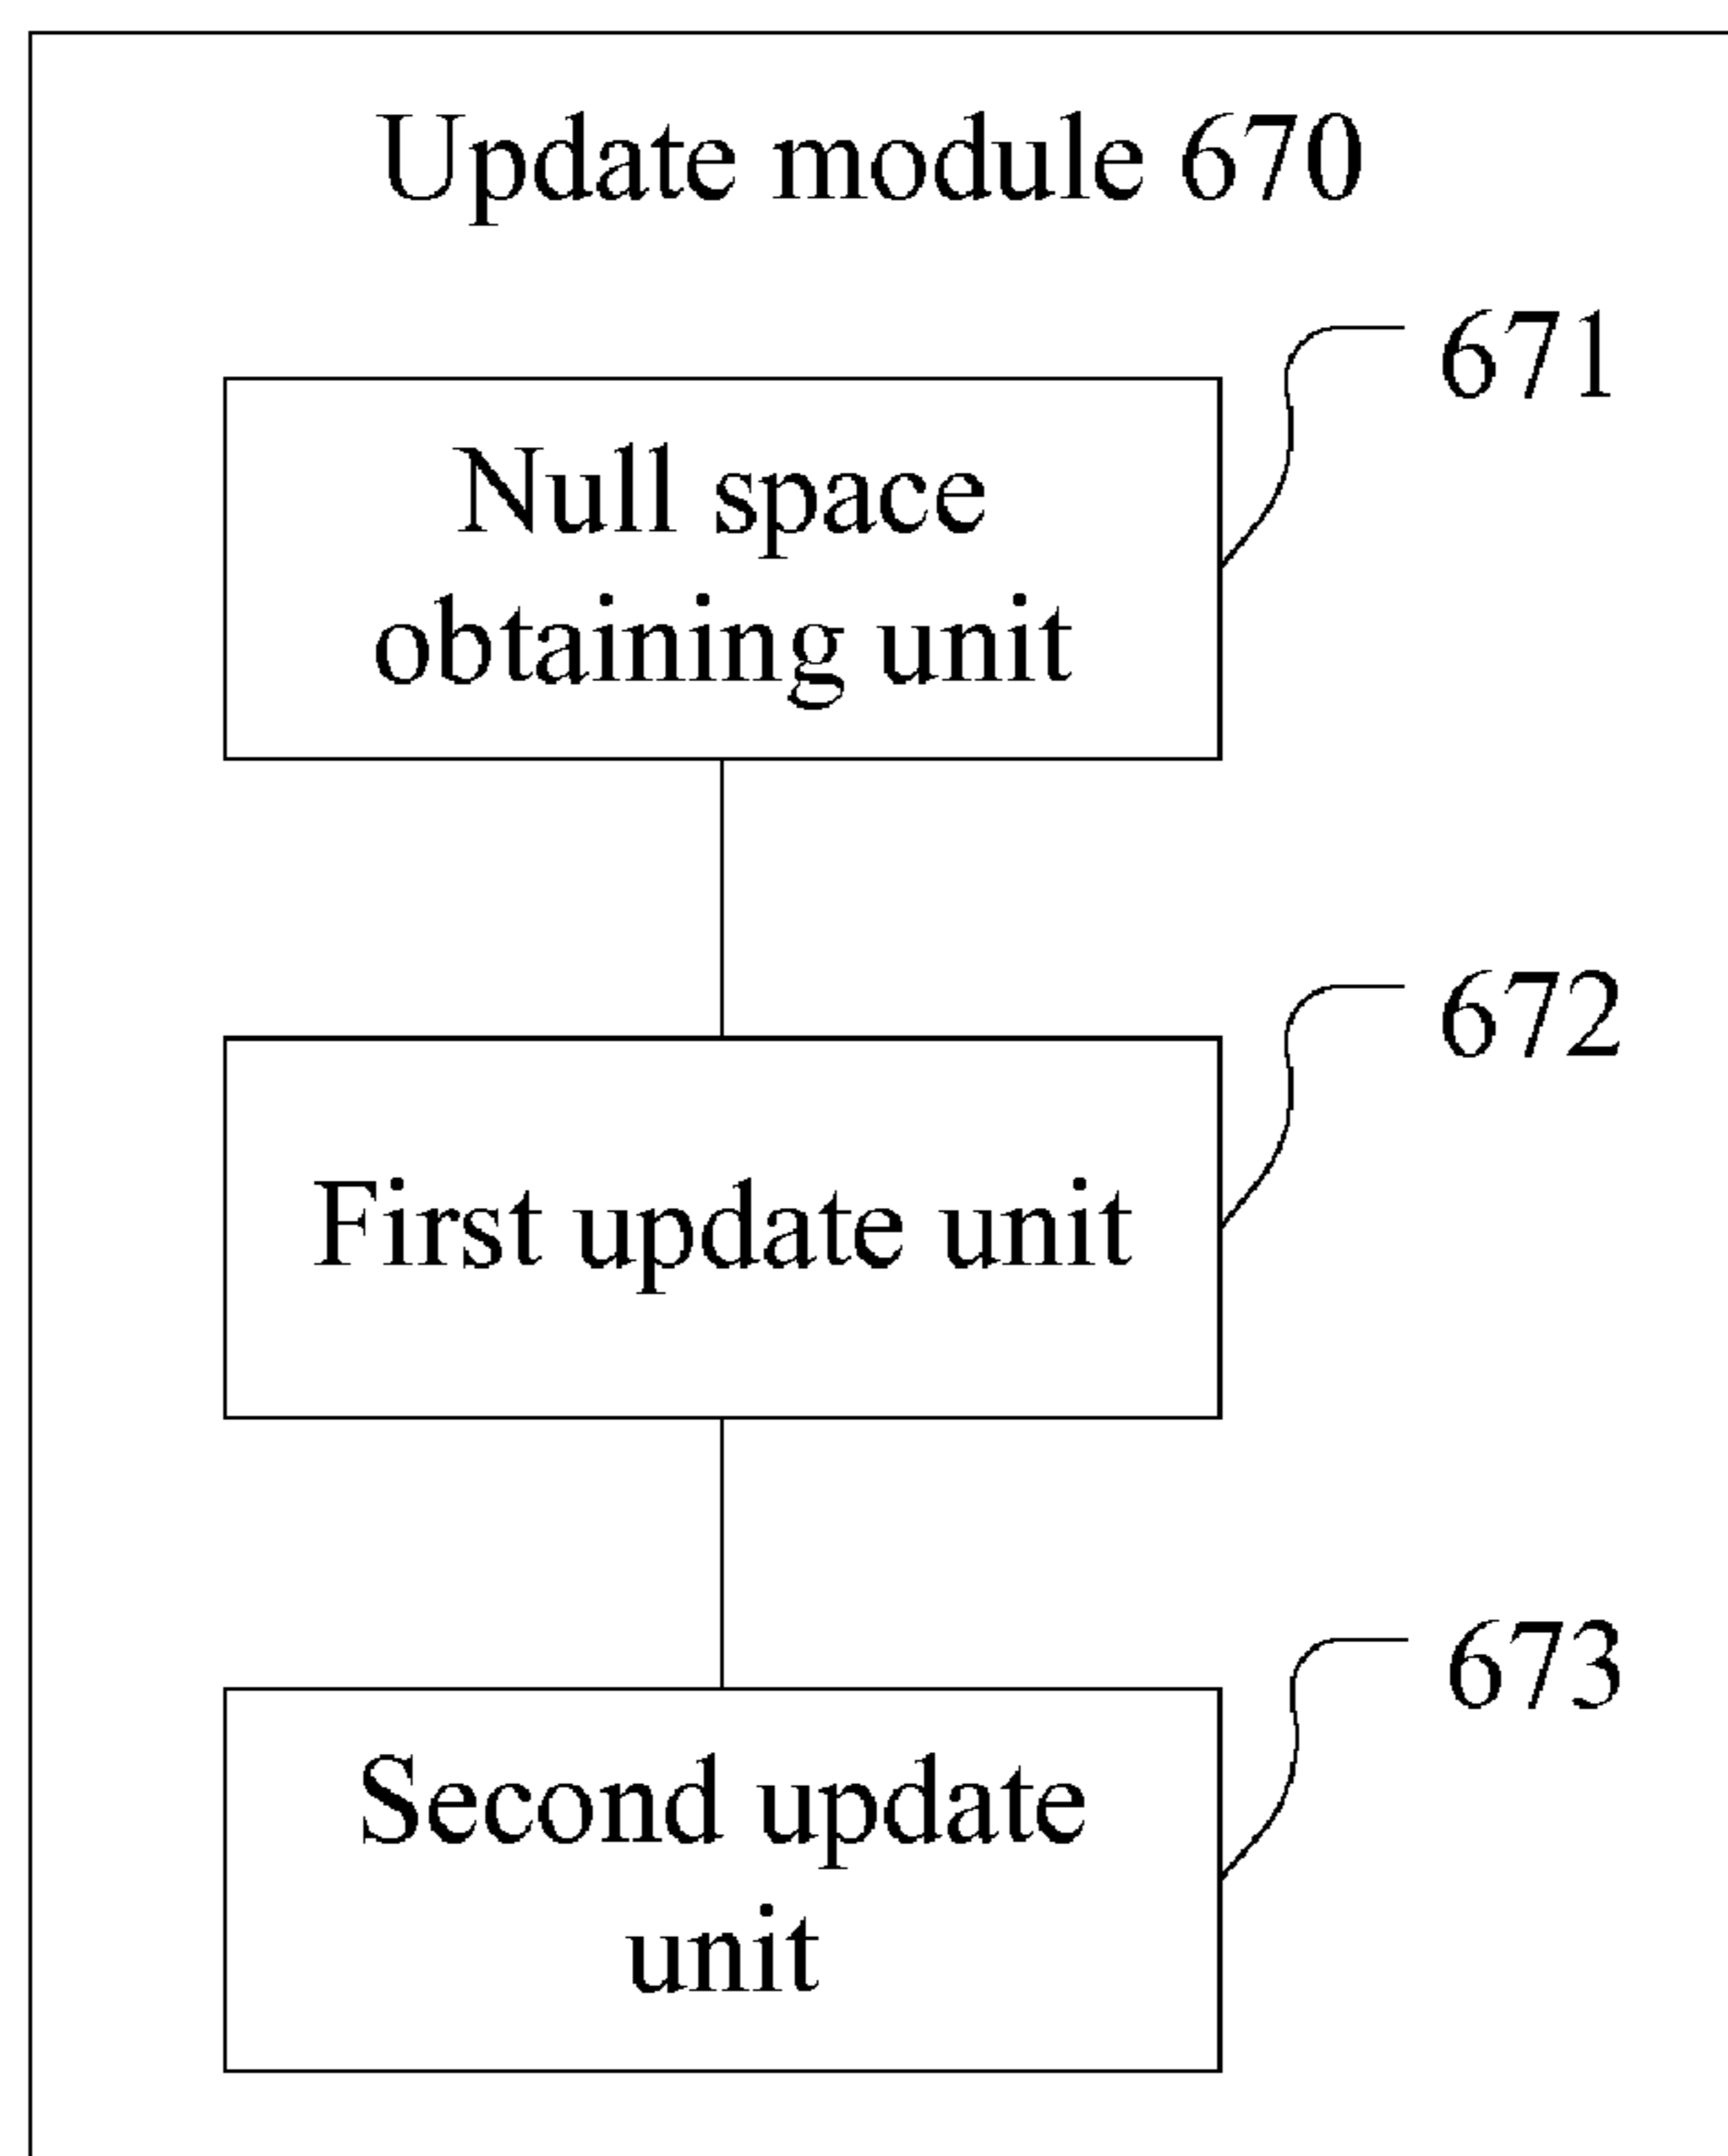 Update module 670
671
Null space
obtaining unit
672
First update unit
673
Second update
unit